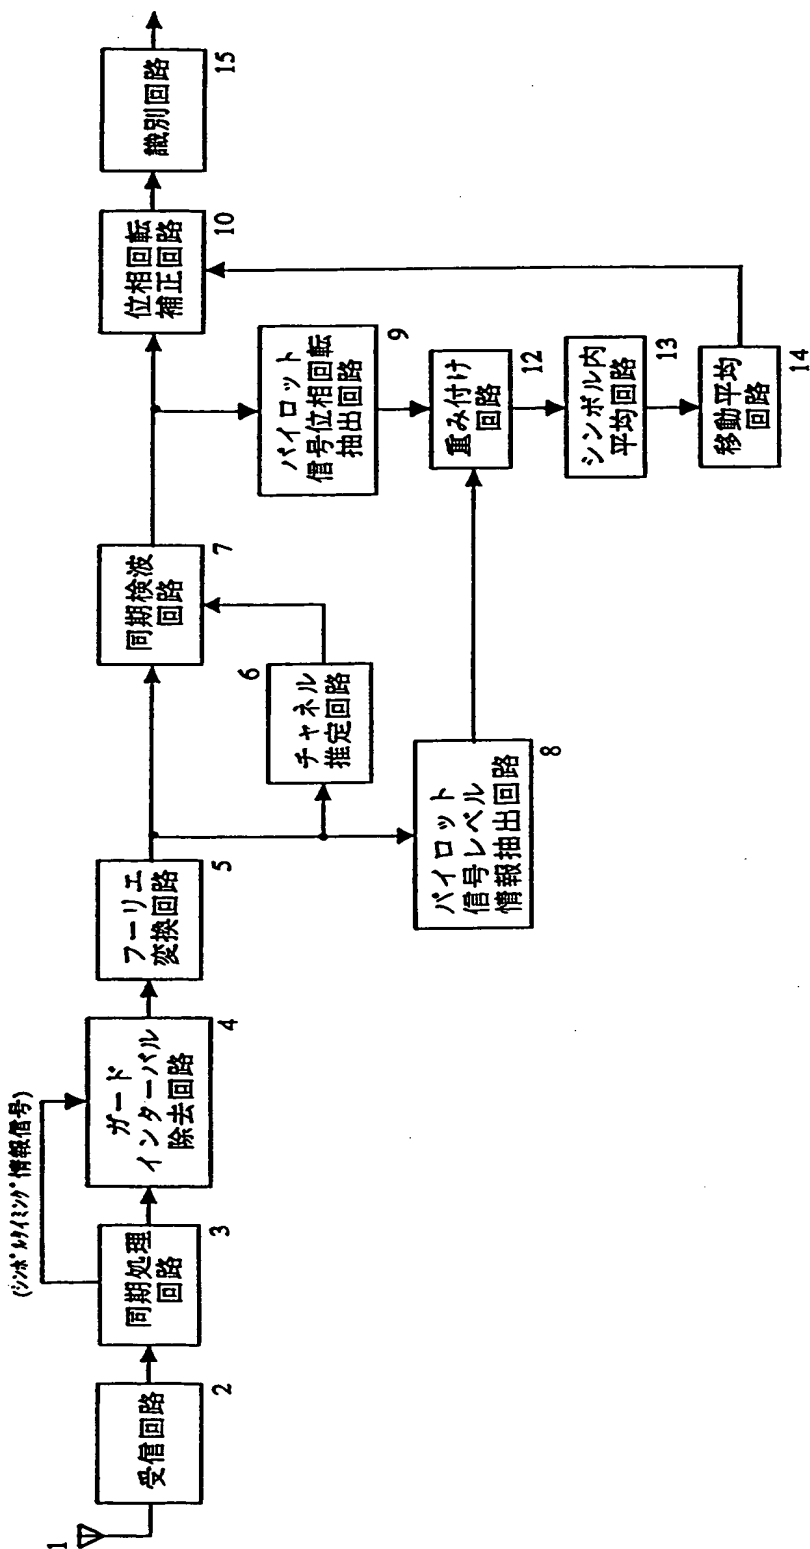 1
受信回路
2
同期処理
回路
3
(シンボルタイミング情報信号)
ガード
インターバル
除去回路
4
フーリエ
変換回路
5
チャネル
推定回路
6
同期検波
回路
7
パイロット
信号レベル
情報抽出回路
8
パイロット
信号位相回転
抽出回路
9
位相回転
補正回路
10
重み付け
回路
12
シンボル内
平均回路
13
移動平均
回路
14
識別回路
15